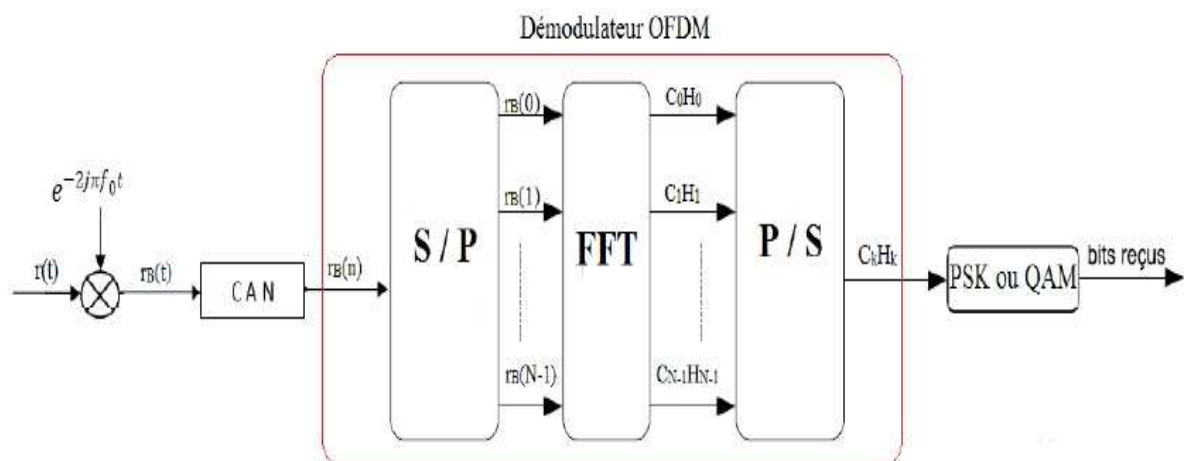 Démodulateur OFDM
e^{-2jπf₀t}
r(t)
r_B(t)
CAN
r_B(n)
S / P
r_B(0)
r_B(1)
r_B(N-1)
FFT
C₀H₀
C₁H₁
C_{N-1}H_{N-1}
P / S
C_kH_k
PSK ou QAM
bits reçus